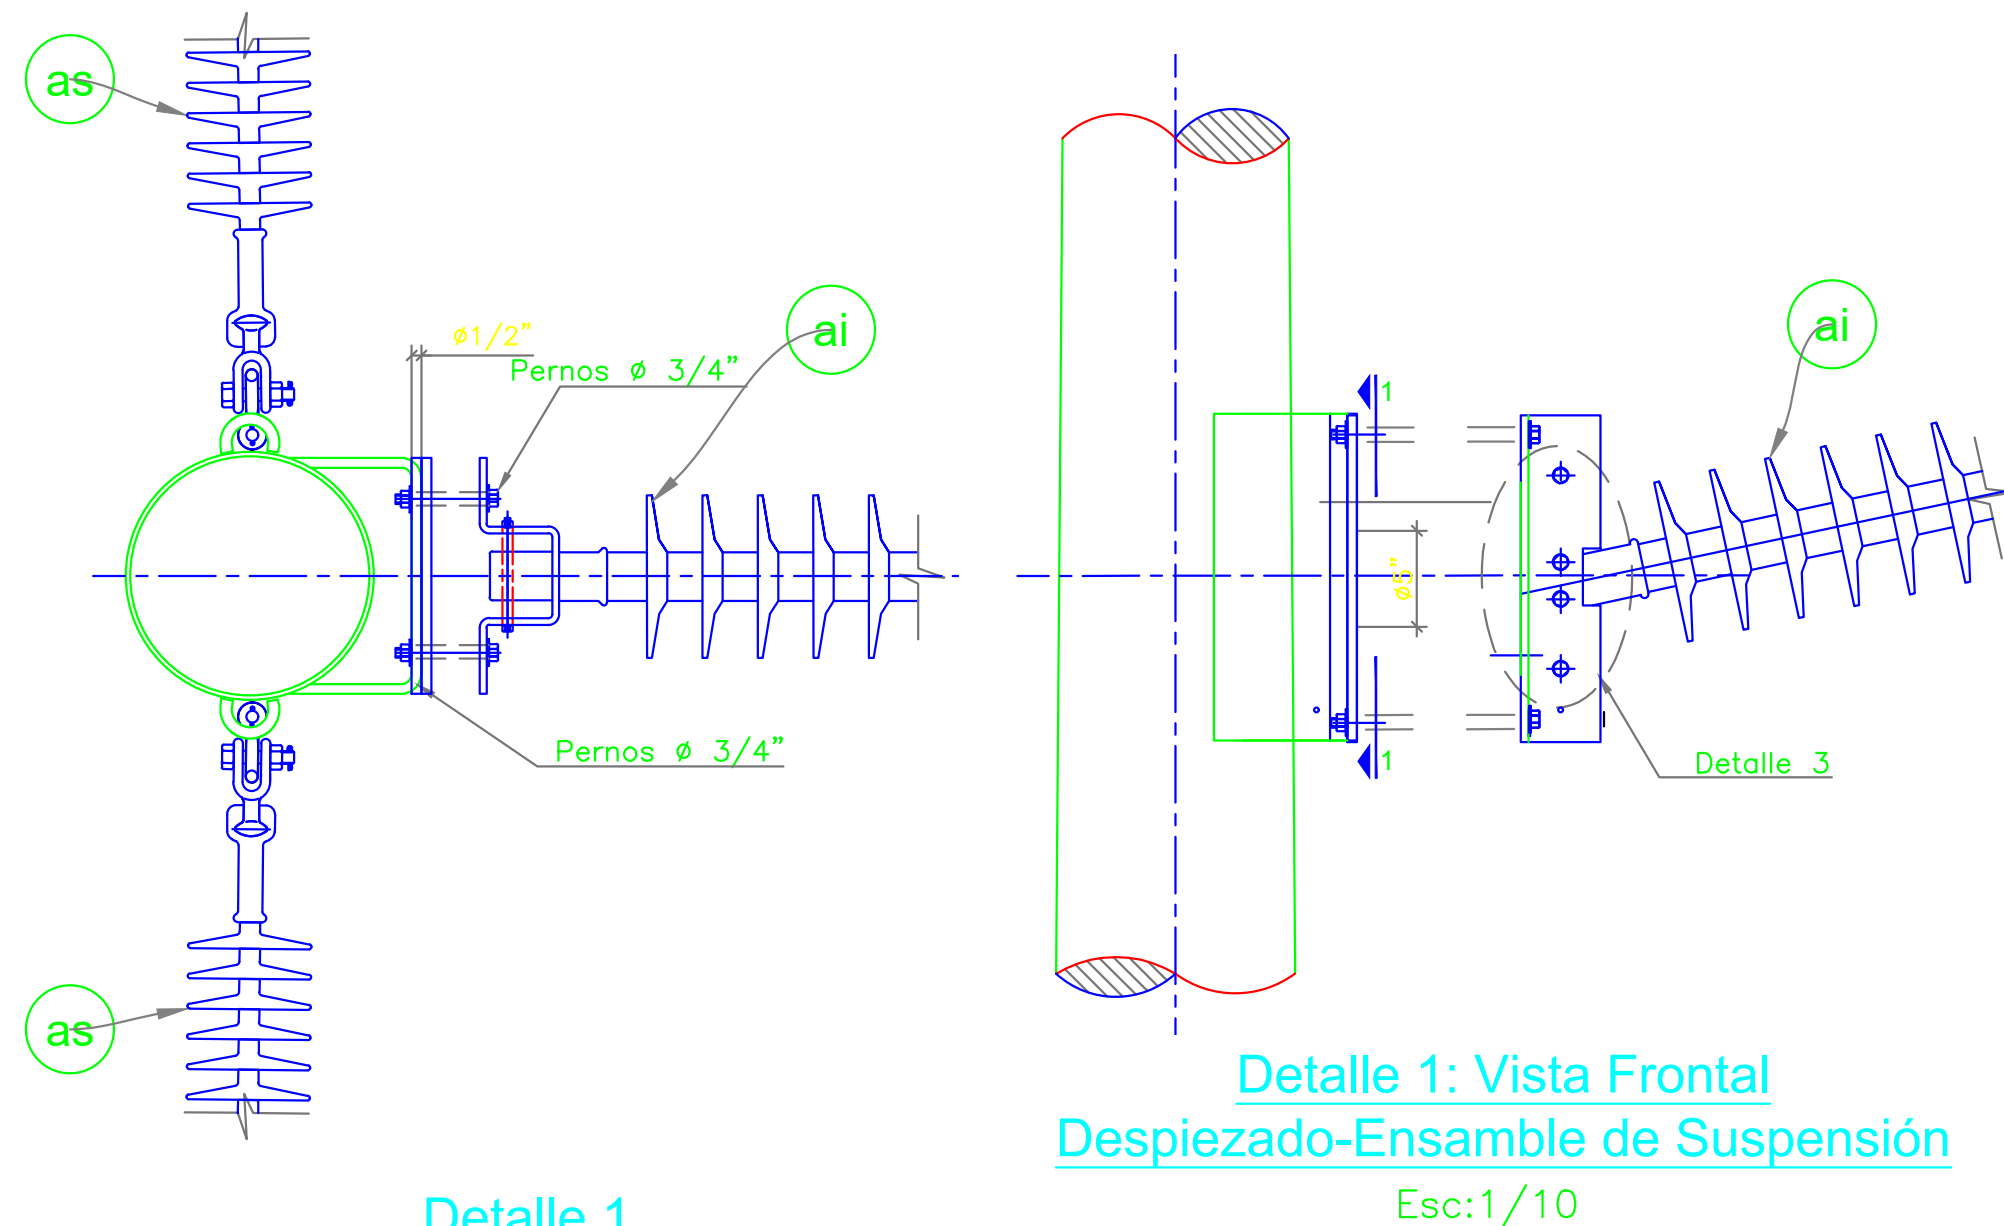 as
ø1/2"
Pernos ø 3/4"
ai
Pernos ø 3/4"
as
Detalle 1
1
ø5"
1
ai
Detalle 3
Detalle 1: Vista Frontal
Despiezado-Ensamble de Suspensión
Esc:1/10